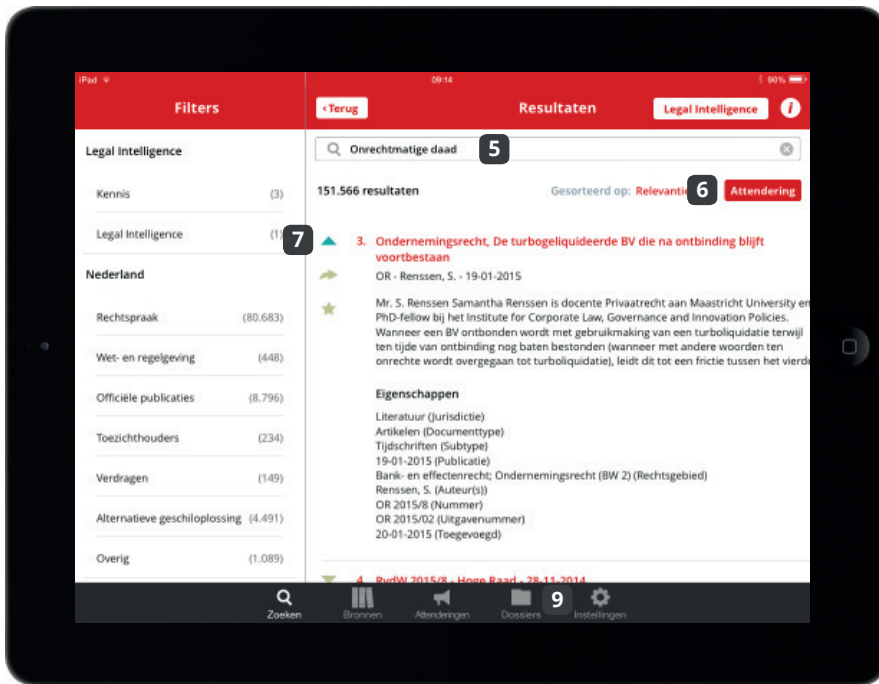 iPad 09:14 90%
Filters
‹Terug Resultaten Legal Intelligence i
Legal Intelligence
Kennis (3)
Legal Intelligence (1)
Nederland
Rechtspraak (80.683)
Wet- en regelgeving (448)
Officiële publicaties (8.796)
Toezichthouders (234)
Verdragen (149)
Alternatieve geschiloplossing (4.491)
Overig (1.089)
Onrechtmatige daad 5
151.566 resultaten Gesorteerd op: Relevantie 6 Attendering
7
3. Ondernemingsrecht, De turbogeliquideerde BV die na ontbinding blijft
voortbestaan
OR - Renssen, S. - 19-01-2015
Mr. S. Renssen Samantha Renssen is docente Privaatrecht aan Maastricht University en
PhD-fellow bij het Institute for Corporate Law, Governance and Innovation Policies.
Wanneer een BV ontbonden wordt met gebruikmaking van een turboliquidatie terwijl
ten tijde van ontbinding nog baten bestonden (wanneer met andere woorden ten
onrechte wordt overgegaan tot turboliquidatie), leidt dit tot een frictie tussen het vierde
Eigenschappen
Literatuur (Jurisdictie)
Artikelen (Documenttype)
Tijdschriften (Subtype)
19-01-2015 (Publicatie)
Bank- en effectenrecht; Ondernemingsrecht (BW 2) (Rechtsgebied)
Renssen, S. (Auteur(s))
OR 2015/8 (Nummer)
OR 2015/02 (Uitgavenummer)
20-01-2015 (Toegevoegd)
4. RvdW 2015/8 - Hoge Raad - 28-11-2014
Zoeken Bronnen Attenderingen Dossiers 9 Instellingen